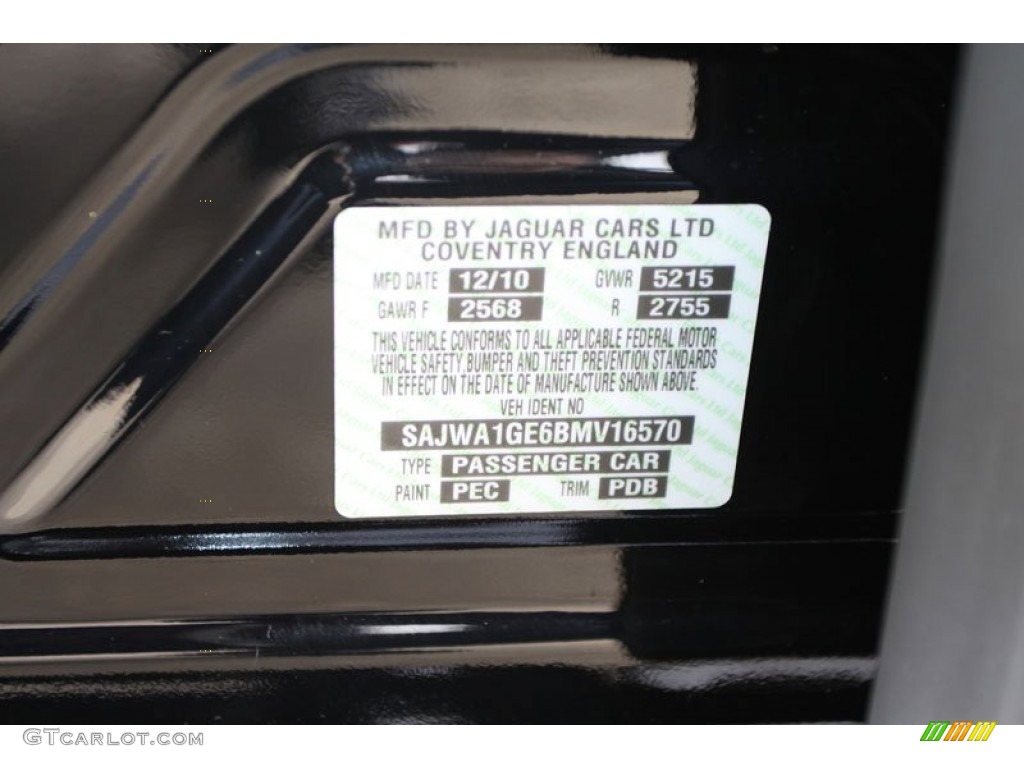 MFD BY JAGUAR CARS LTD
COVENTRY ENGLAND
MFD DATE 12/10 GVWR 5215
GAWR F 2568 R 2755
THIS VEHICLE CONFORMS TO ALL APPLICABLE FEDERAL MOTOR
VEHICLE SAFETY, BUMPER AND THEFT PREVENTION STANDARDS
IN EFFECT ON THE DATE OF MANUFACTURE SHOWN ABOVE.
VEH IDENT NO
SAJWA1GE6BMV16570
TYPE PASSENGER CAR
PAINT PEC TRIM PDB
GTCARLOT.COM